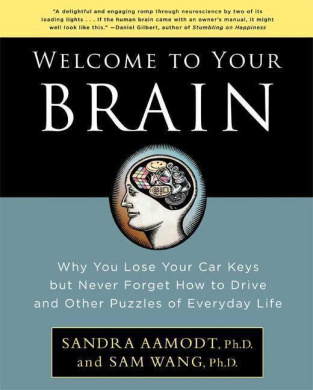 "A delightful and engaging romp through neuroscience by two of its
leading lights . . . If the human brain came with an owner's manual, it might
well look like this." —Daniel Gilbert, author of Stumbling on Happiness
WELCOME TO YOUR
BRAIN
Why You Lose Your Car Keys
but Never Forget How to Drive
and Other Puzzles of Everyday Life
SANDRA AAMODT, Ph.D.
and SAM WANG, Ph.D.